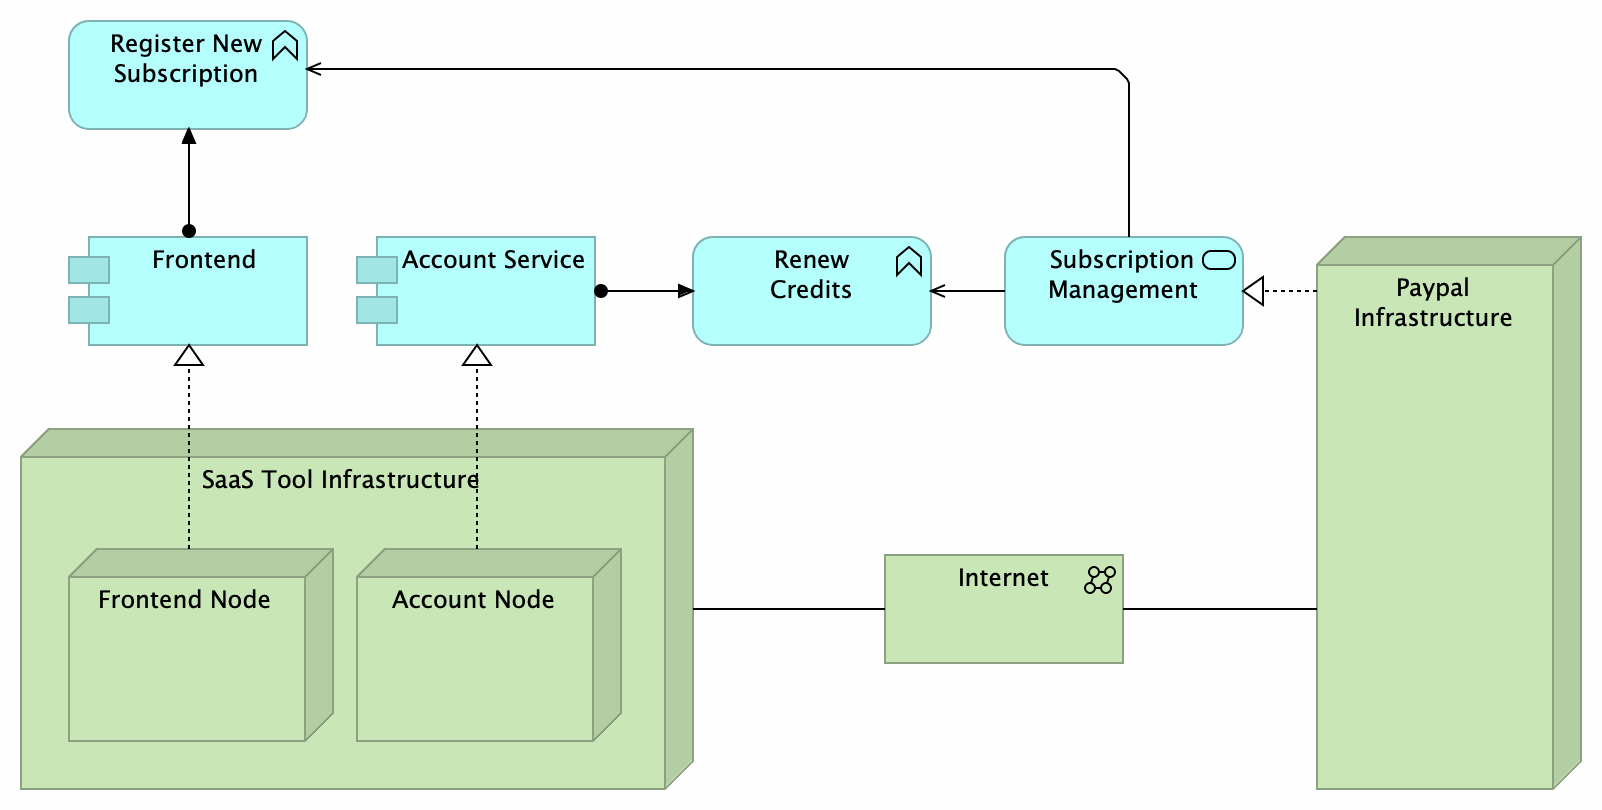 Register New
Subscription
Frontend
Account Service
Renew
Credits
Subscription
Management
Paypal
Infrastructure
SaaS Tool Infrastructure
Frontend Node
Account Node
Internet